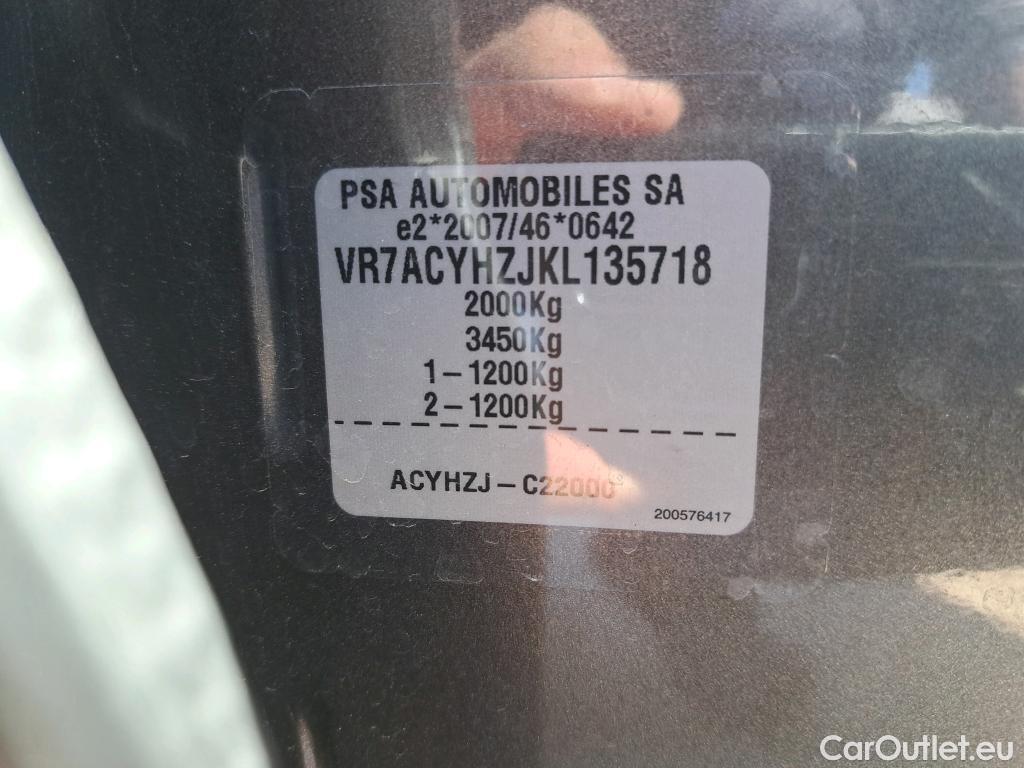 PSA AUTOMOBILES SA
e2*2007/46*0642
VR7ACYHZJKL135718
2000Kg
3450Kg
1-1200Kg
2-1200Kg
ACYHZJ-C22000
200576417
CarOutlet.eu